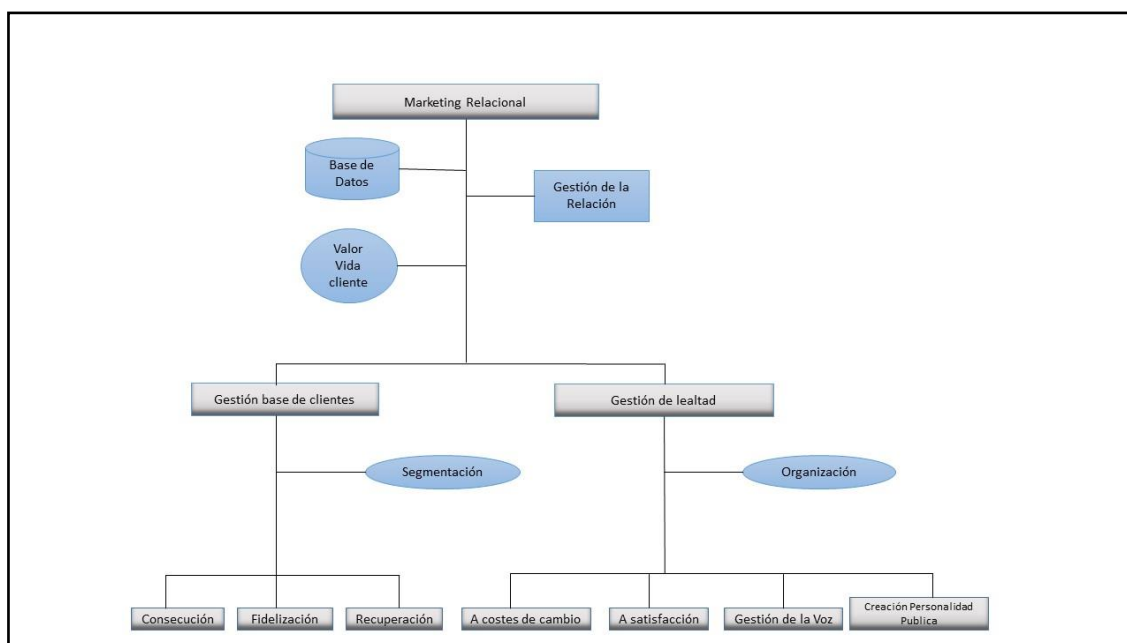 Marketing Relacional
Base de
Datos
Gestión de la
Relación
Valor
Vida
cliente
Gestión base de clientes
Gestión de lealtad
Segmentación
Organización
Consecución
Fidelización
Recuperación
A costes de cambio
A satisfacción
Gestión de la Voz
Creación Personalidad
Publica